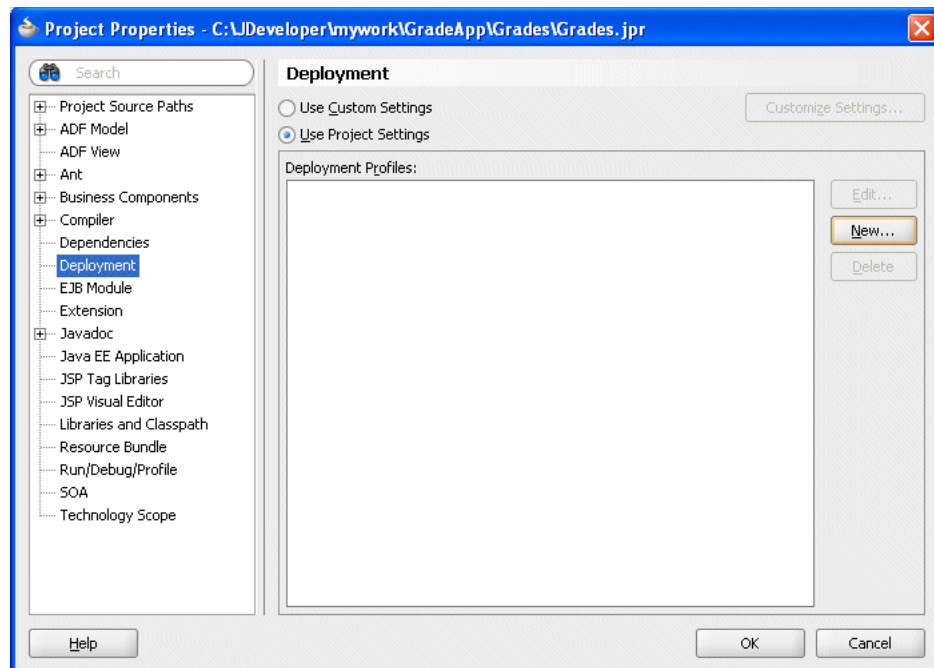 Project Properties - C:\JDeveloper\mywork\GradeApp\Grades\Grades.jpr
Search
Project Source Paths
ADF Model
ADF View
Ant
Business Components
Compiler
Dependencies
Deployment
EJB Module
Extension
Javadoc
Java EE Application
JSP Tag Libraries
JSP Visual Editor
Libraries and Classpath
Resource Bundle
Run/Debug/Profile
SOA
Technology Scope
Deployment
Use Custom Settings
Customize Settings...
Use Project Settings
Deployment Profiles:
Edit...
New...
Delete
Help
OK
Cancel